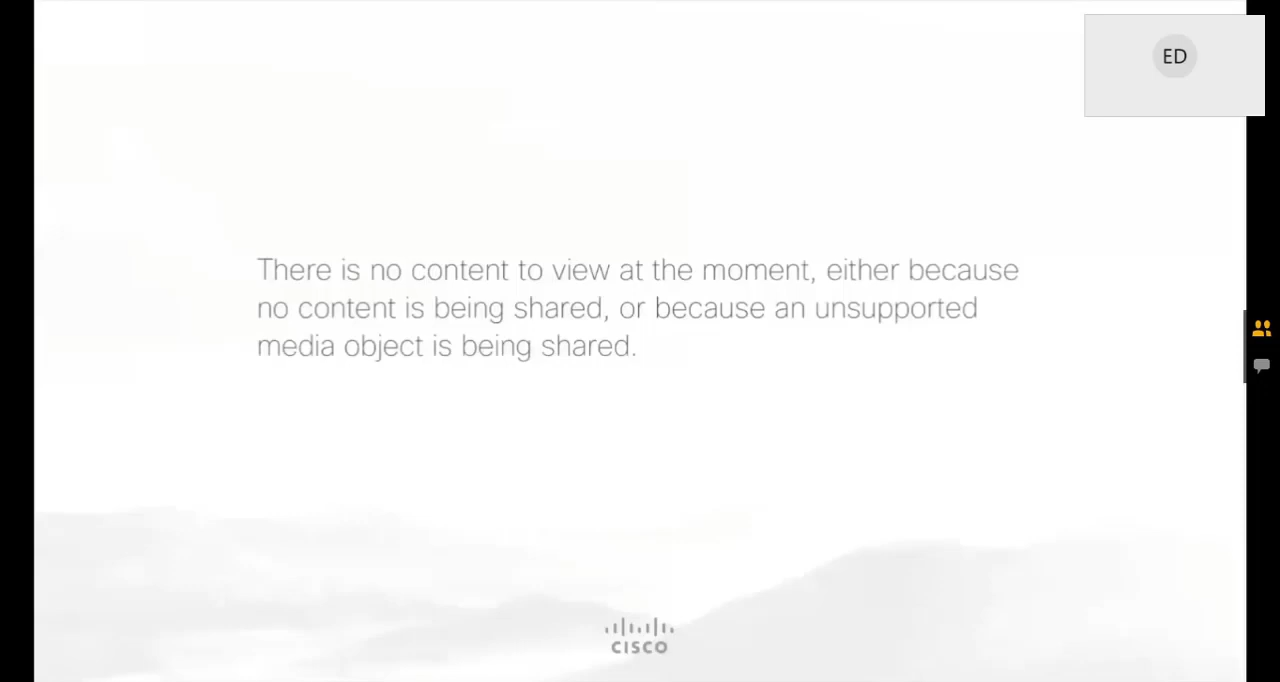 ED
There is no content to view at the moment, either because
no content is being shared, or because an unsupported
media object is being shared.
CISCO